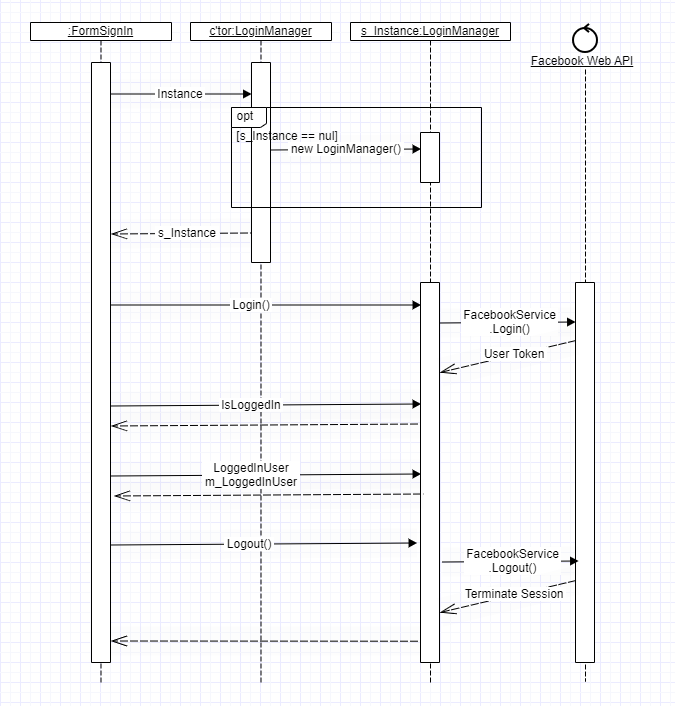 :FormSignIn
c'tor:LoginManager
s_Instance:LoginManager
Facebook Web API
Instance
opt
[s_Instance == nul]
new LoginManager()
s_Instance
Login()
FacebookService
.Login()
User Token
IsLoggedIn
LoggedInUser
m_LoggedInUser
Logout()
FacebookService
.Logout()
Terminate Session